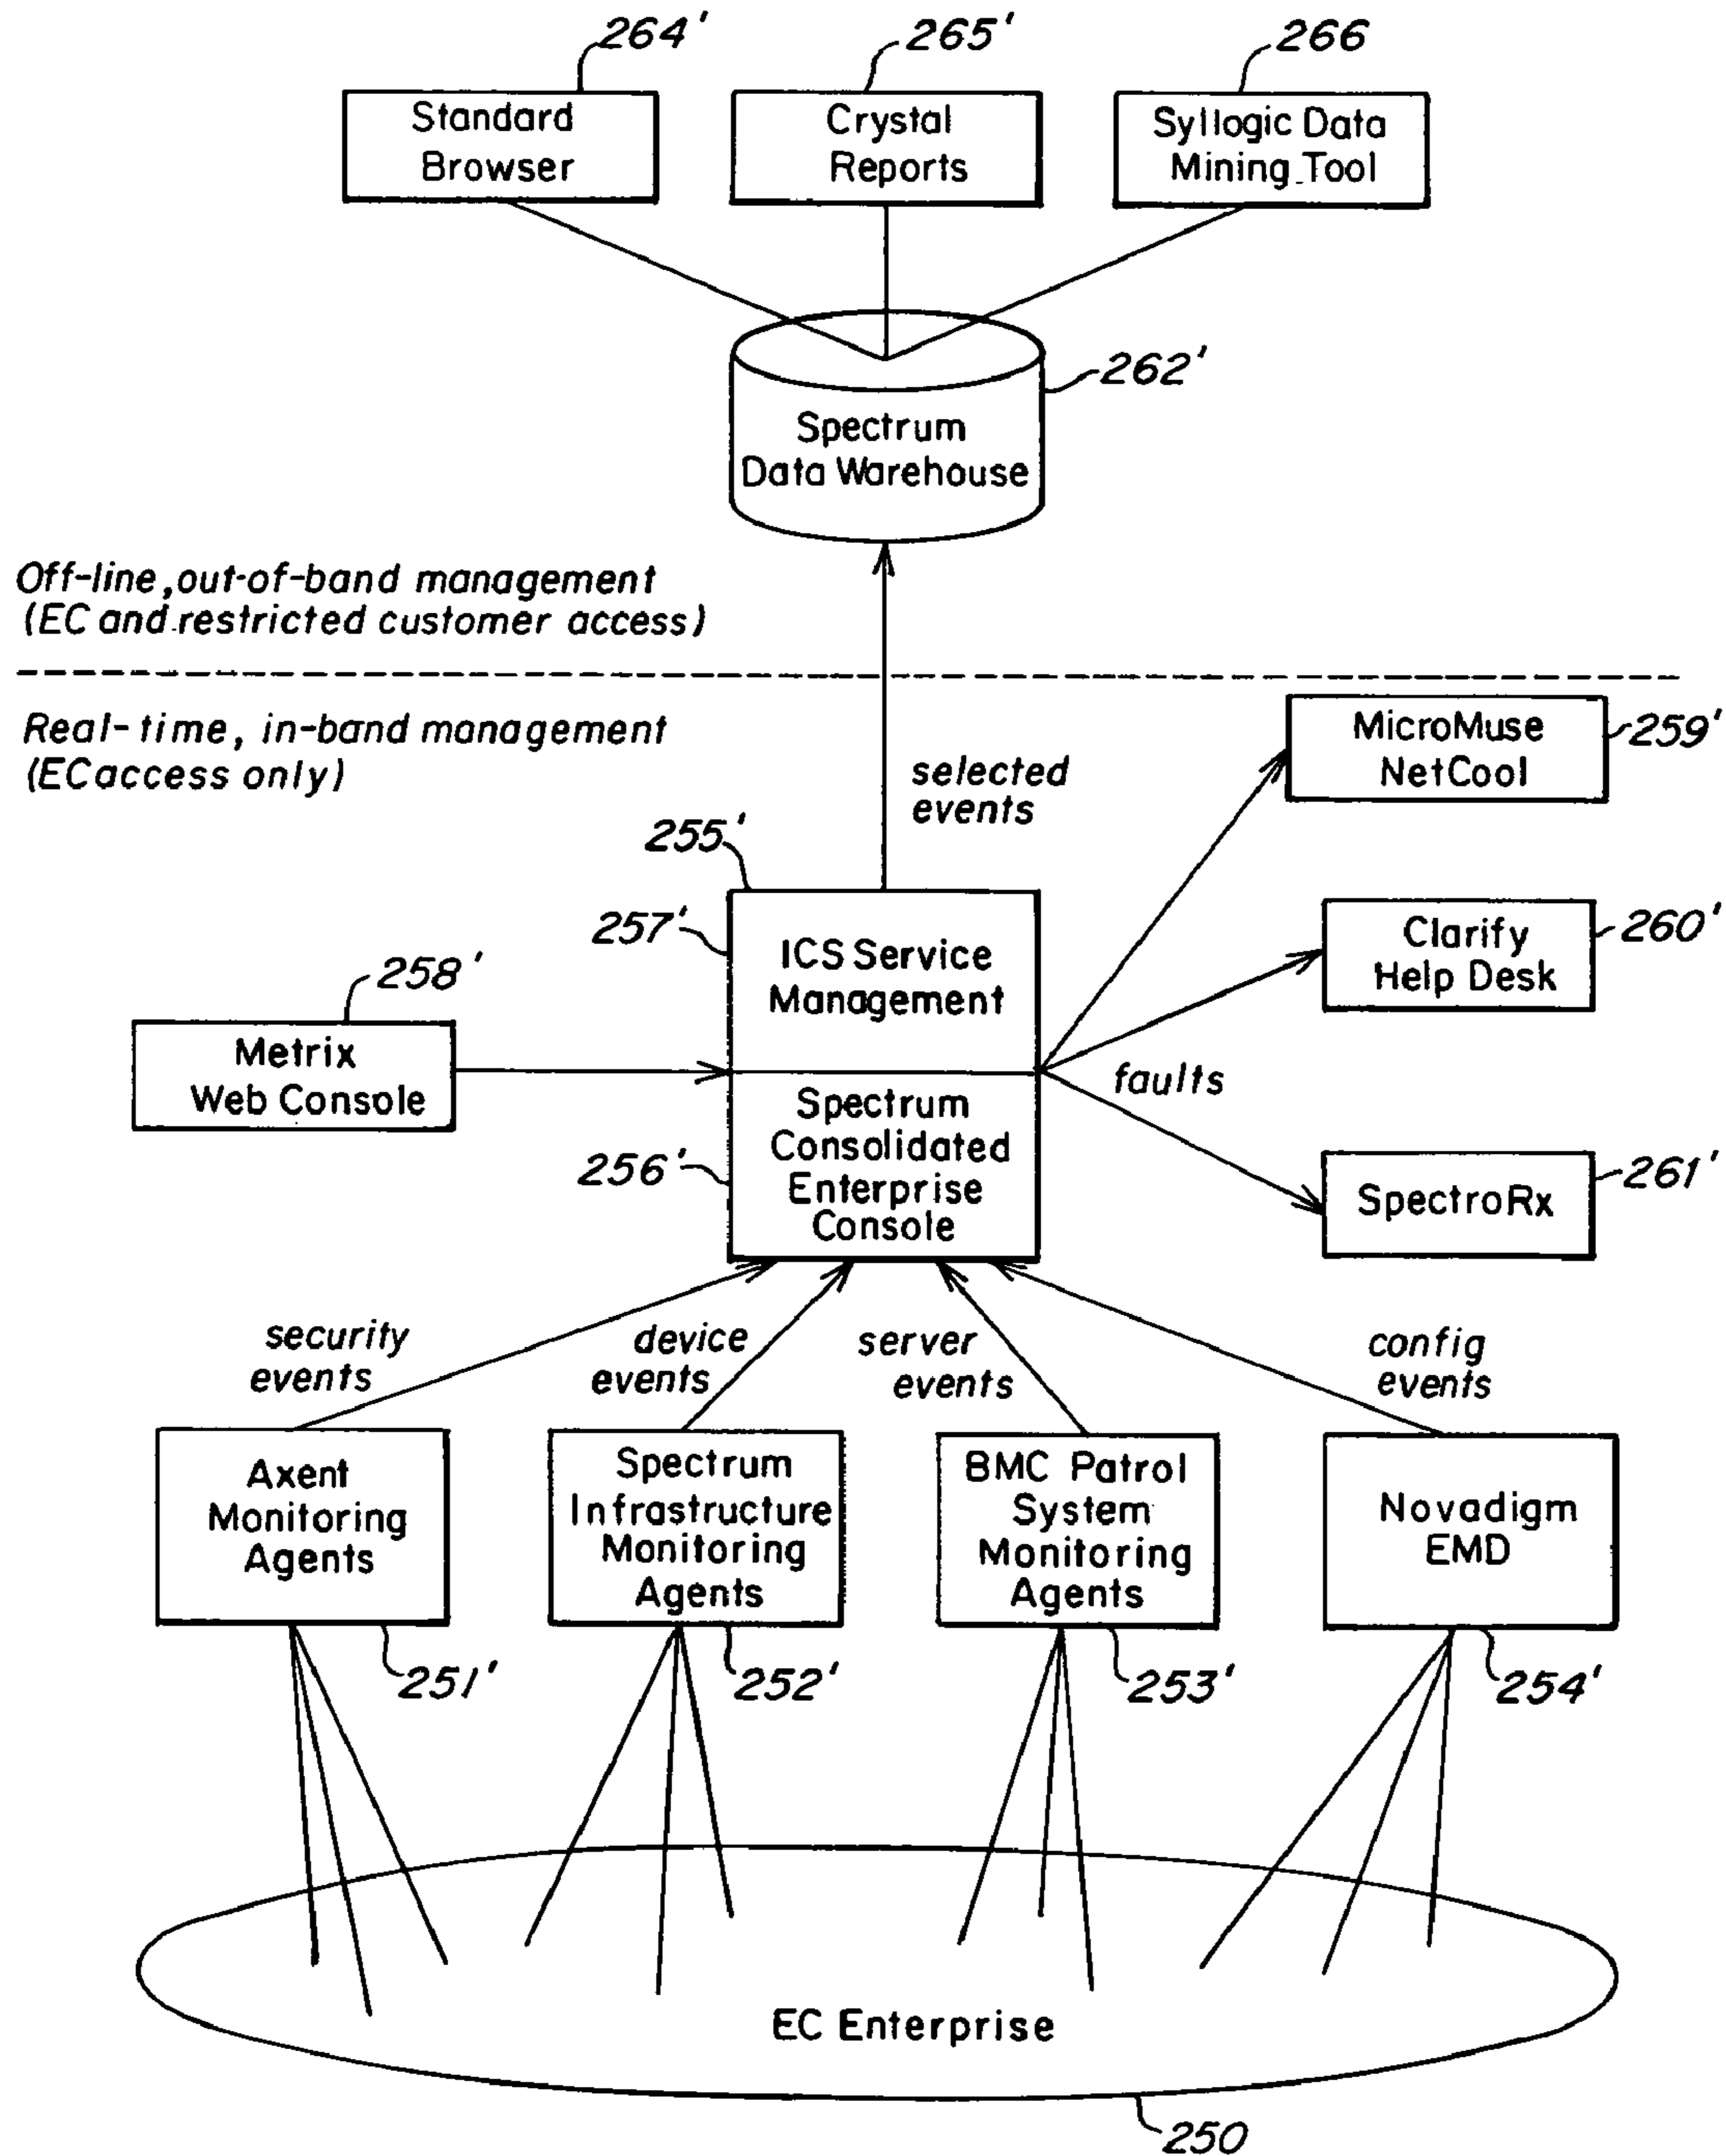 264'
265'
266
Standard
Browser
Crystal
Reports
Syllogic Data
Mining Tool
262'
Spectrum
Data Warehouse
Off-line, out-of-band management
(EC and restricted customer access)
Real-time, in-band management
(EC access only)
selected
events
MicroMuse
NetCool
259'
255'
257'
ICS Service
Management
Clarify
Help Desk
260'
258'
Metrix
Web Console
faults
256'
Spectrum
Consolidated
Enterprise
Console
SpectroRx
261'
security
events
device
events
server
events
config
events
Axent
Monitoring
Agents
Spectrum
Infrastructure
Monitoring
Agents
BMC Patrol
System
Monitoring
Agents
Novadigm
EMD
251'
252'
253'
254'
EC Enterprise
250